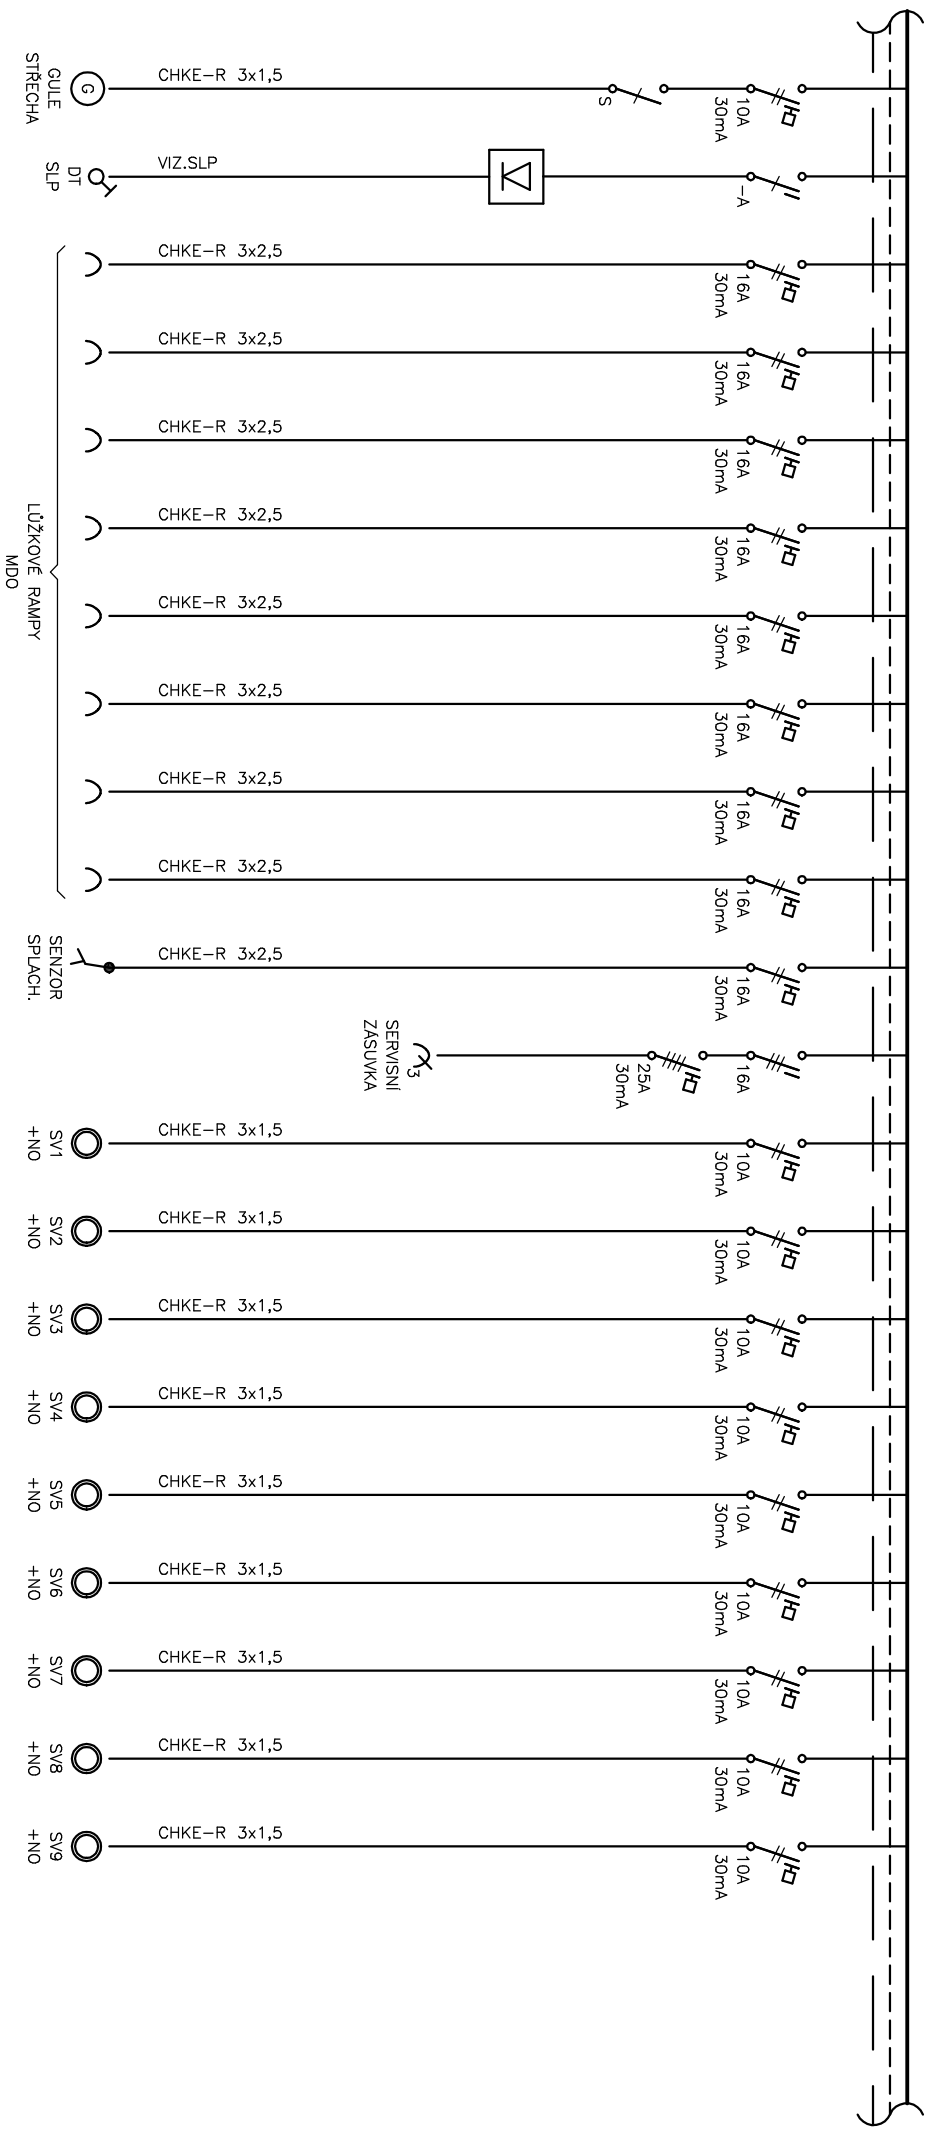 CHKE-R 3x1,5
S
10A
30mA
G
GULE
STŘECHA
VIZ.SLP
-A
DT
SLP
CHKE-R 3x2,5
16A
30mA
CHKE-R 3x2,5
16A
30mA
CHKE-R 3x2,5
16A
30mA
CHKE-R 3x2,5
16A
30mA
CHKE-R 3x2,5
16A
30mA
CHKE-R 3x2,5
16A
30mA
CHKE-R 3x2,5
16A
30mA
CHKE-R 3x2,5
16A
30mA
LŮŽKOVÉ RAMPY
MDO
CHKE-R 3x2,5
16A
30mA
SENZOR
SPLACH.
16A
25A
30mA
3
SERVISNÍ
ZÁSUVKA
CHKE-R 3x1,5
10A
30mA
SV1
+NO
CHKE-R 3x1,5
10A
30mA
SV2
+NO
CHKE-R 3x1,5
10A
30mA
SV3
+NO
CHKE-R 3x1,5
10A
30mA
SV4
+NO
CHKE-R 3x1,5
10A
30mA
SV5
+NO
CHKE-R 3x1,5
10A
30mA
SV6
+NO
CHKE-R 3x1,5
10A
30mA
SV7
+NO
CHKE-R 3x1,5
10A
30mA
SV8
+NO
CHKE-R 3x1,5
10A
30mA
SV9
+NO